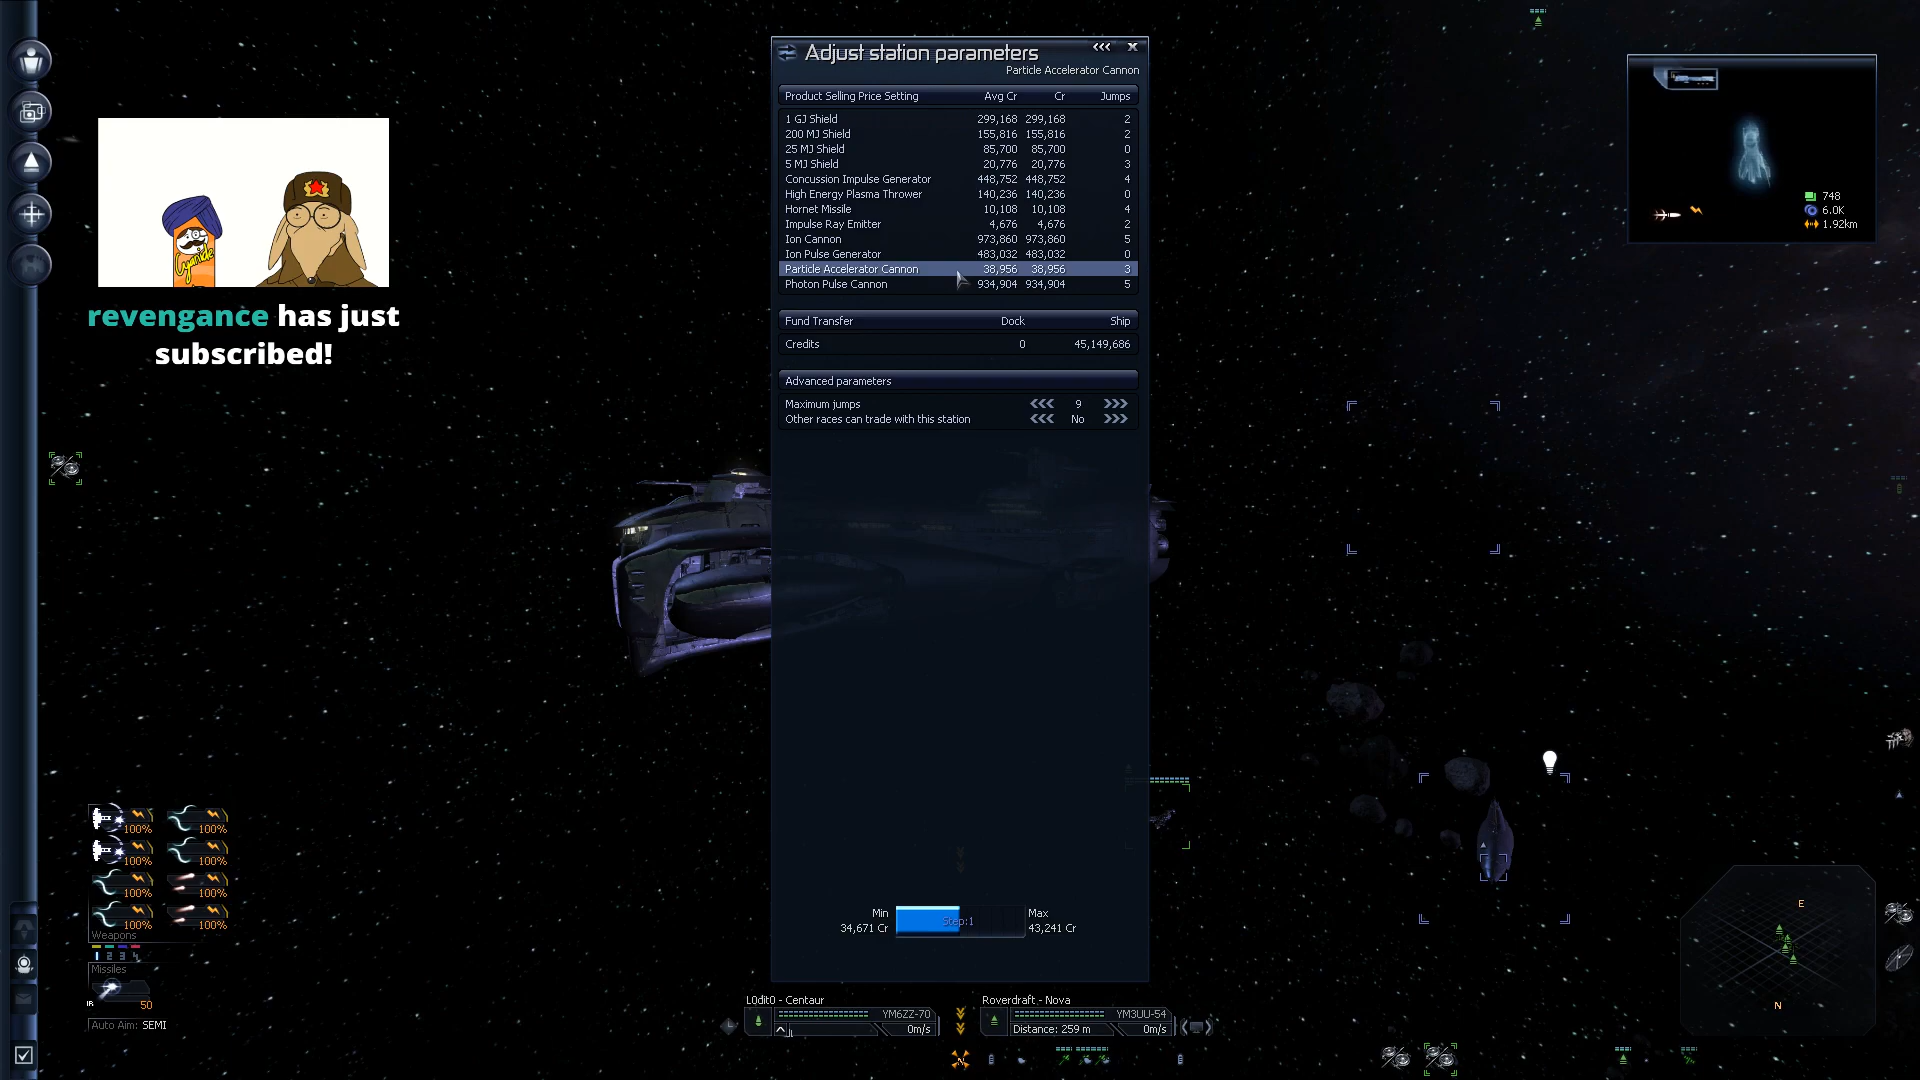 Adjust station parameters
Particle Accelerator Cannon
Product Selling Price Setting Avg Cr Cr Jumps
1 GJ Shield 299,168 299,168 2
200 MJ Shield 155,816 155,816 2
25 MJ Shield 85,700 85,700 0
5 MJ Shield 20,776 20,776 3
Concussion Impulse Generator 448,752 448,752 4
High Energy Plasma Thrower 140,236 140,236 0
Hornet Missile 10,108 10,108 4
Impulse Ray Emitter 4,676 4,676 2
Ion Cannon 973,860 973,860 5
Ion Pulse Generator 483,032 483,032 0
Particle Accelerator Cannon 38,956 38,956 3
Photon Pulse Cannon 934,904 934,904 5
Fund Transfer Dock Ship
Credits 0 45,149,686
Advanced parameters
Maximum jumps 9
Other races can trade with this station No
Min Step:1 Max
34,671 Cr 43,241 Cr
Cyanide
revengance has just
subscribed!
748
6.0K
1.92km
100% 100%
100% 100%
100% 100%
100% 100%
Weapons
1 2 3 4
Missiles
IR 50
Auto Aim: SEMI
L0dit0 - Centaur
YM6ZZ-70
0m/s
Roverdraft - Nova
YM3UU-54
Distance: 259 m 0m/s
E
N